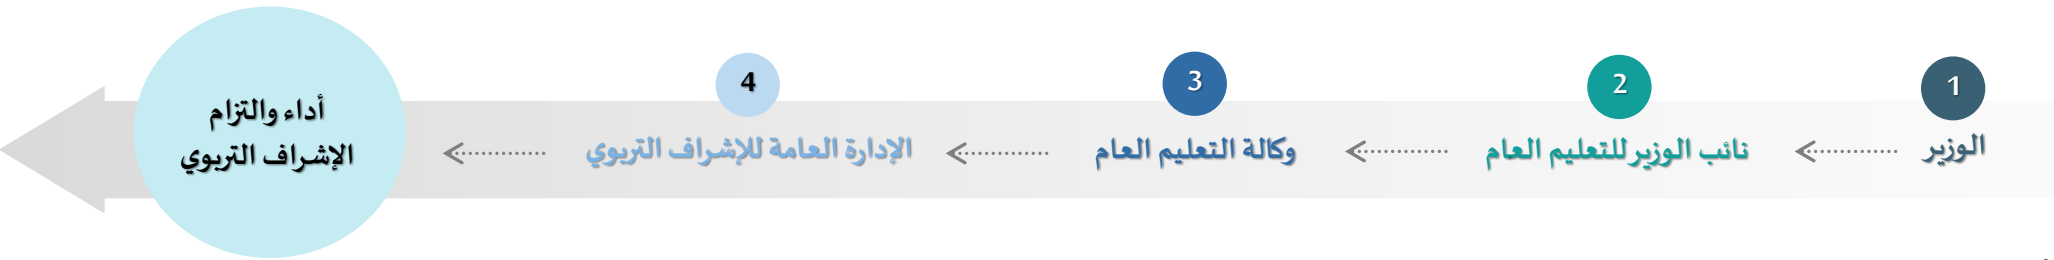 1
الوزير
2
نائب الوزير للتعليم العام
3
وكالة التعليم العام
4
الإدارة العامة للإشراف التربوي
أداء والتزام
الإشراف التربوي